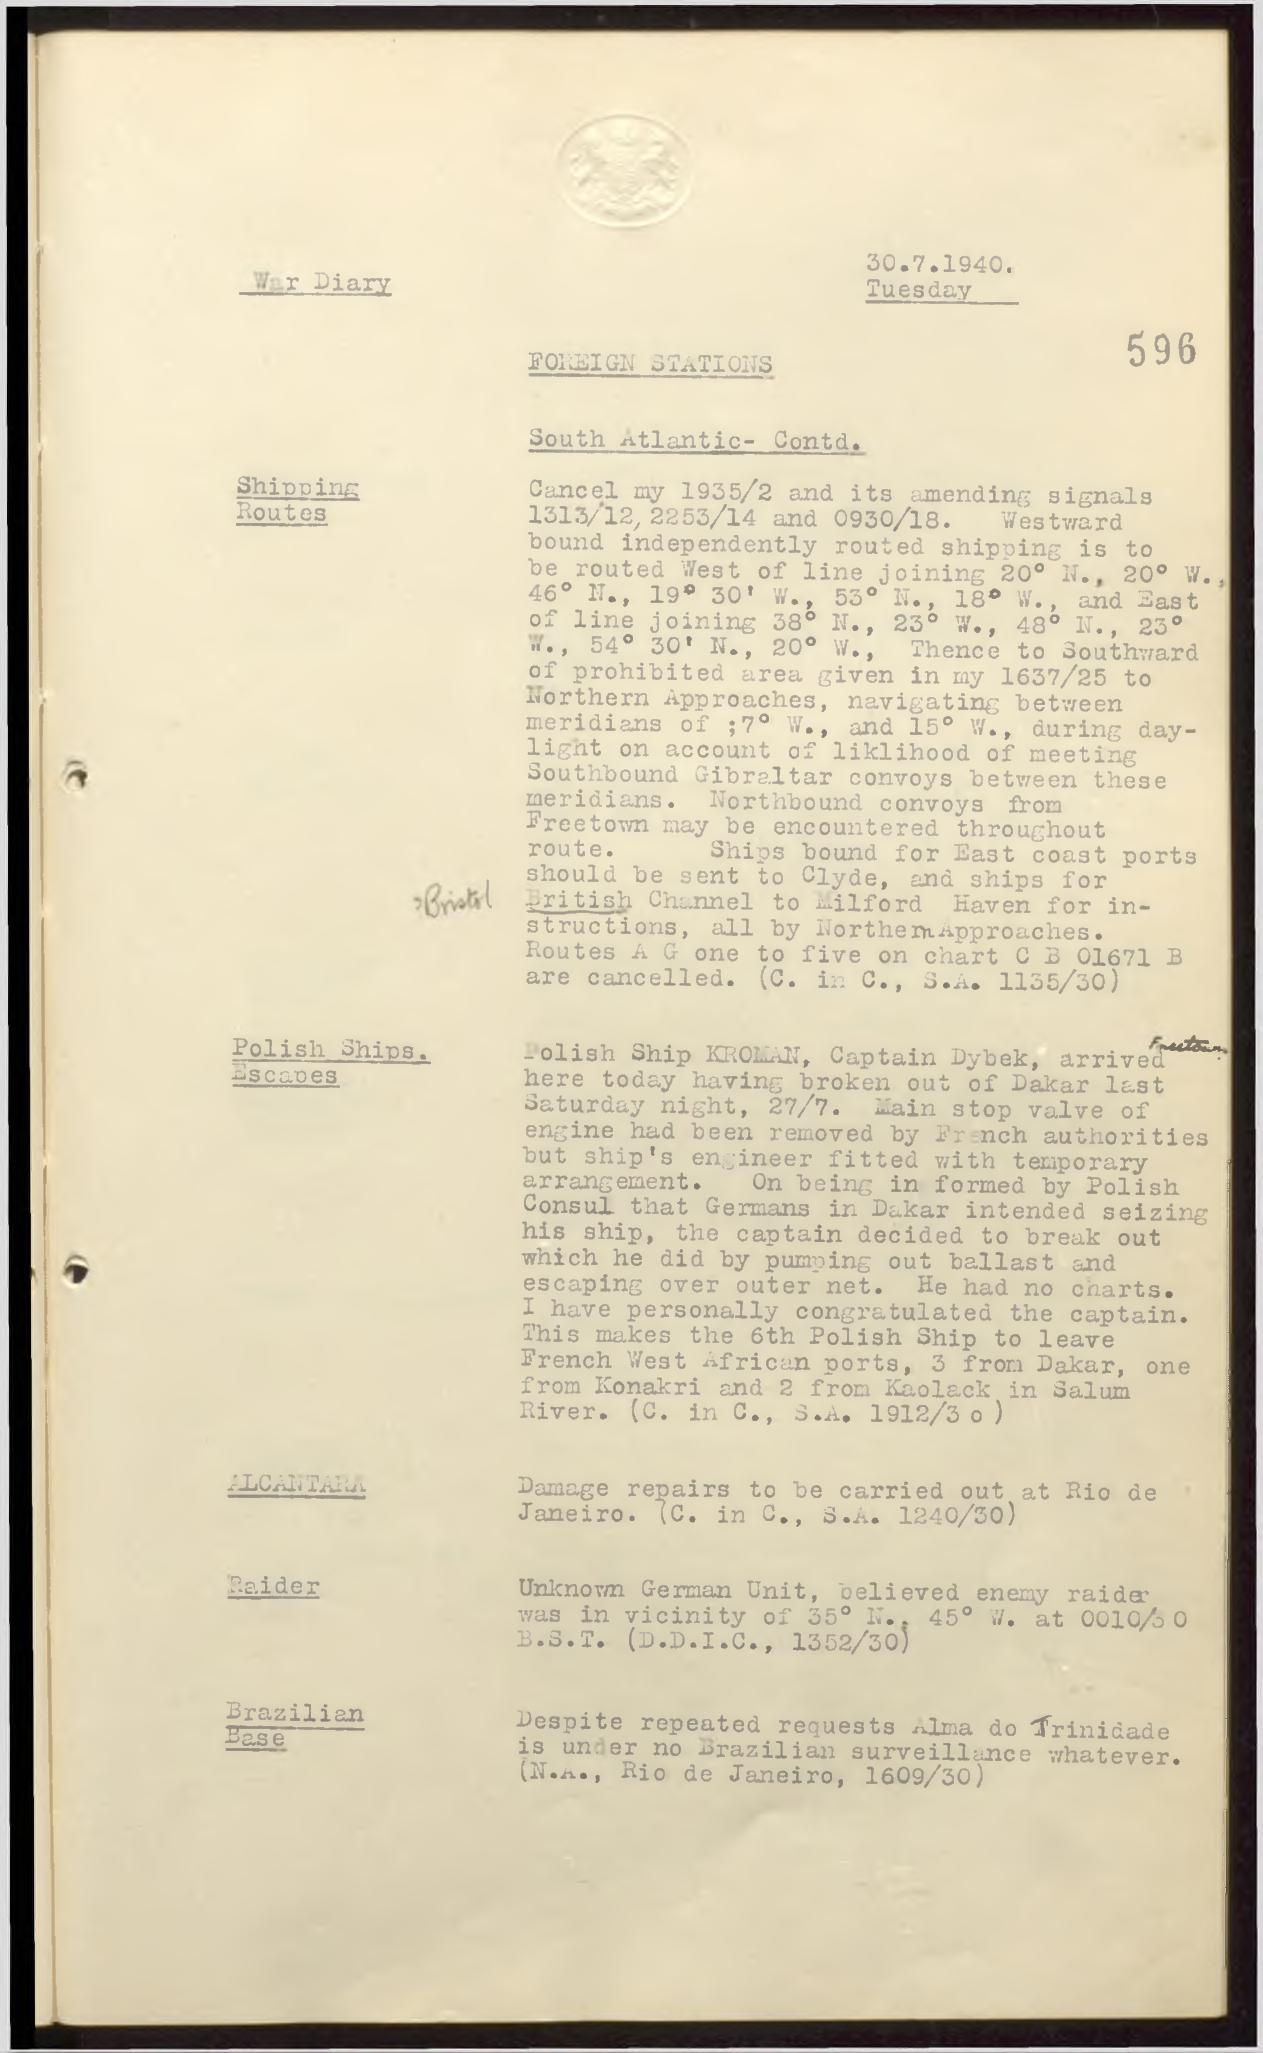 War Diary
30.7.1940.
Tuesday
596
FOREIGN STATIONS
South Atlantic- Contd.
Shipping
Routes
Cancel my 1935/2 and its amending signals
1313/12, 2253/14 and 0930/18. Westward
bound independently routed shipping is to
be routed West of line joining 20° N., 20° W.,
46° N., 19° 30' W., 53° N., 18° W., and East
of line joining 38° N., 23° W., 48° N., 23°
W., 54° 30' N., 20° W., Thence to Southward
of prohibited area given in my 1637/25 to
Northern Approaches, navigating between
meridians of ;7° W., and 15° W., during day-
light on account of liklihood of meeting
Southbound Gibraltar convoys between these
meridians. Northbound convoys from
Freetown may be encountered throughout
route. Ships bound for East coast ports
should be sent to Clyde, and ships for
?Bristol
British Channel to Milford Haven for in-
structions, all by Northern Approaches.
Routes A G one to five on chart C B 01671 B
are cancelled. (C. in C., S.A. 1135/30)
Polish Ships.
Escapes
Freetown
Polish Ship KROMAN, Captain Dybek, arrived
here today having broken out of Dakar last
Saturday night, 27/7. Main stop valve of
engine had been removed by French authorities
but ship's engineer fitted with temporary
arrangement. On being in formed by Polish
Consul that Germans in Dakar intended seizing
his ship, the captain decided to break out
which he did by pumping out ballast and
escaping over outer net. He had no charts.
I have personally congratulated the captain.
This makes the 6th Polish Ship to leave
French West African ports, 3 from Dakar, one
from Konakri and 2 from Kaolack in Salum
River. (C. in C., S.A. 1912/3 o )
ALCANTARA
Damage repairs to be carried out at Rio de
Janeiro. (C. in C., S.A. 1240/30)
Raider
Unknown German Unit, believed enemy raider
was in vicinity of 35° N., 45° W. at 0010/3 0
B.S.T. (D.D.I.C., 1352/30)
Brazilian
Base
Despite repeated requests Alma do Trinidade
is under no Brazilian surveillance whatever.
(N.A., Rio de Janeiro, 1609/30)